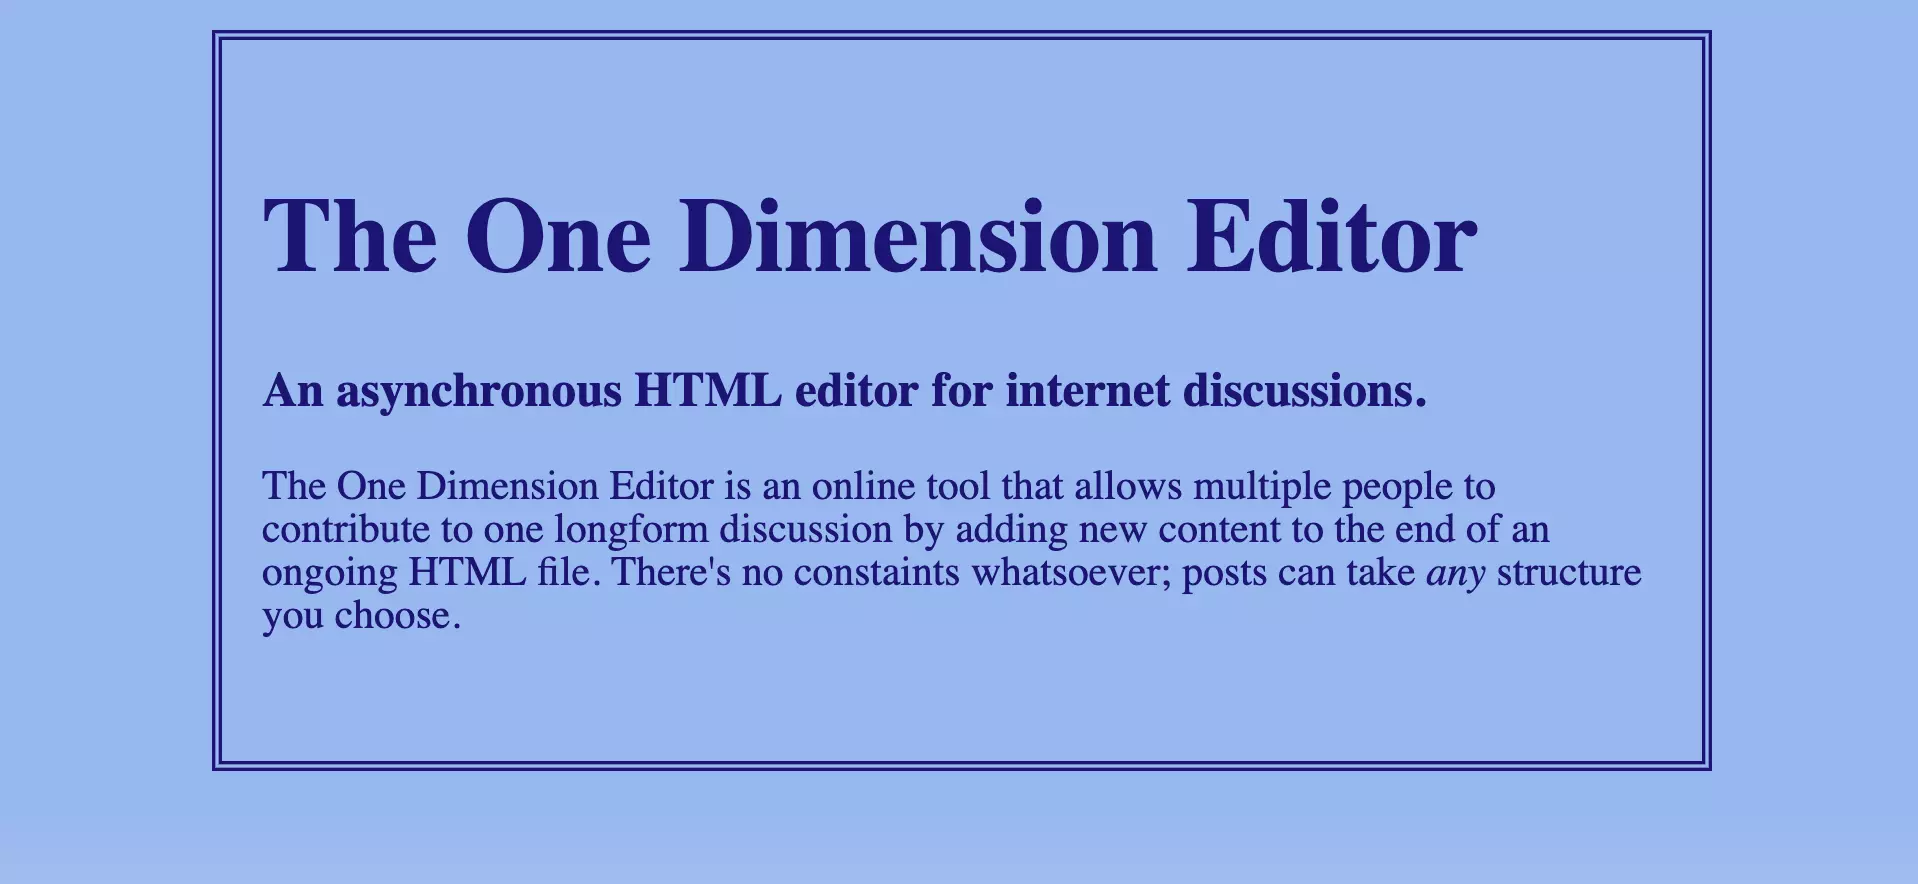 The One Dimension Editor
An asynchronous HTML editor for internet discussions.
The One Dimension Editor is an online tool that allows multiple people to
contribute to one longform discussion by adding new content to the end of an
ongoing HTML file. There's no constaints whatsoever; posts can take any structure
you choose.